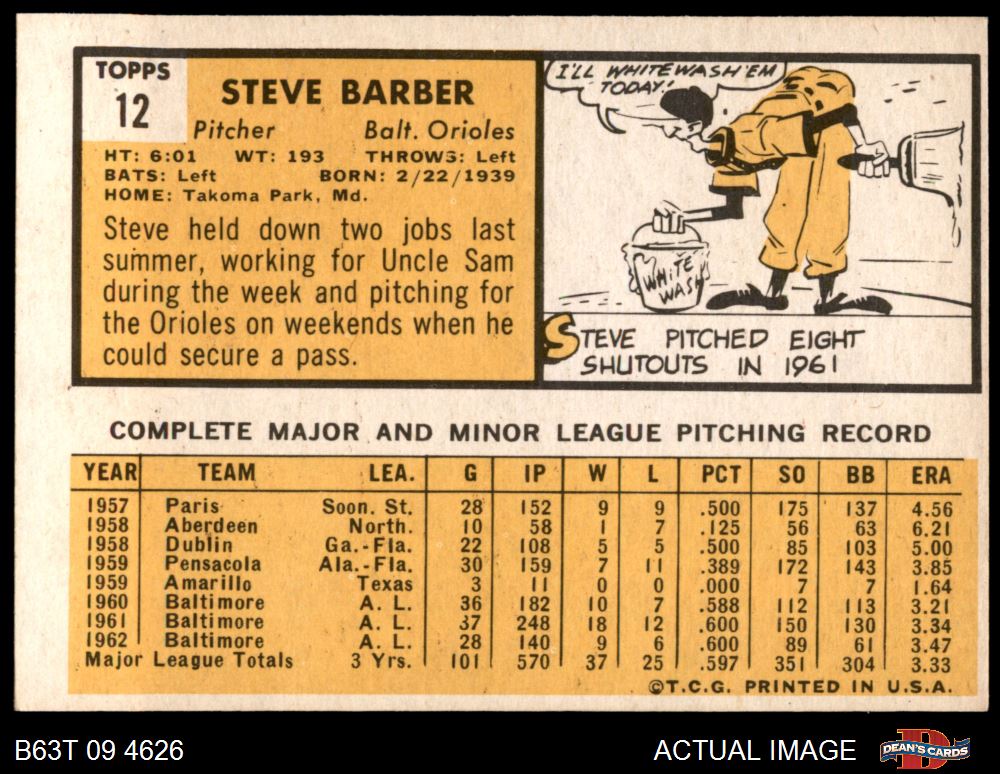 TOPPS
12
STEVE BARBER
Pitcher Balt. Orioles
HT: 6:01 WT: 193 THROWS: Left
BATS: Left BORN: 2/22/1939
HOME: Takoma Park, Md.
Steve held down two jobs last
summer, working for Uncle Sam
during the week and pitching for
the Orioles on weekends when he
could secure a pass.
I'LL WHITEWASH 'EM
TODAY!
WHITE
WASH
STEVE PITCHED EIGHT
SHUTOUTS IN 1961
COMPLETE MAJOR AND MINOR LEAGUE PITCHING RECORD
YEAR TEAM LEA. G IP W L PCT SO BB ERA
1957 Paris Soon. St. 28 152 9 9 .500 175 137 4.56
1958 Aberdeen North. 10 58 1 7 .125 56 63 6.21
1958 Dublin Ga.-Fla. 22 108 5 5 .500 85 103 5.00
1959 Pensacola Ala.-Fla. 30 159 7 11 .389 172 143 3.85
1959 Amarillo Texas 3 11 0 0 .000 7 7 1.64
1960 Baltimore A. L. 36 182 10 7 .588 112 113 3.21
1961 Baltimore A. L. 37 248 18 12 .600 150 130 3.34
1962 Baltimore A. L. 28 140 9 6 .600 89 61 3.47
Major League Totals 3 Yrs. 101 570 37 25 .597 351 304 3.33
©T.C.G. PRINTED IN U.S.A.
B63T 09 4626 ACTUAL IMAGE DEAN'S CARDS